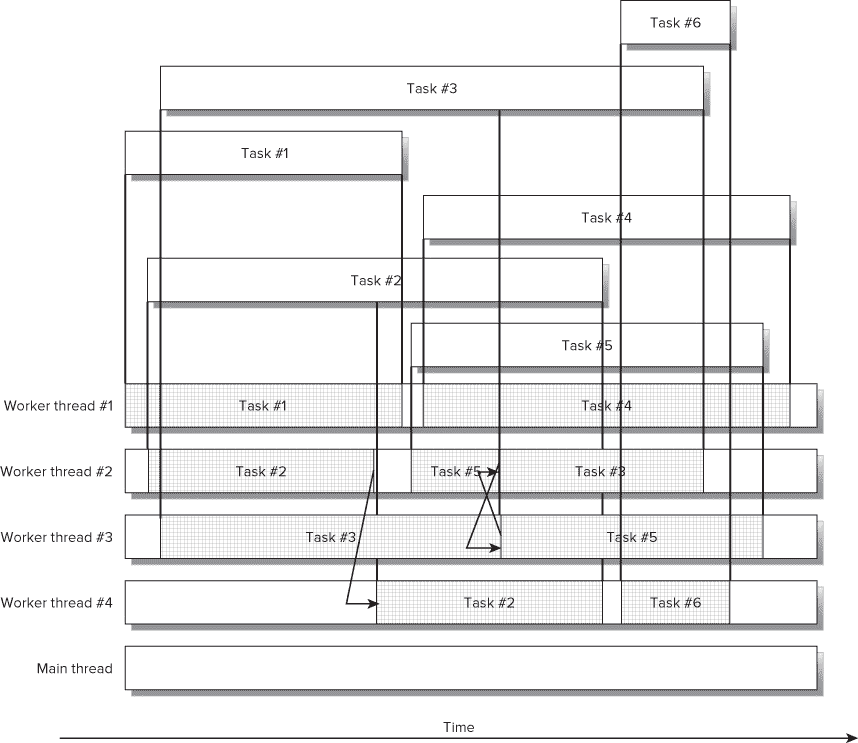 Task #6
Task #3
Task #1
Task #4
Task #2
Task #5
Worker thread #1 Task #1 Task #4
Worker thread #2 Task #2 Task #5 Task #3
Worker thread #3 Task #3 Task #5
Worker thread #4 Task #2 Task #6
Main thread
Time